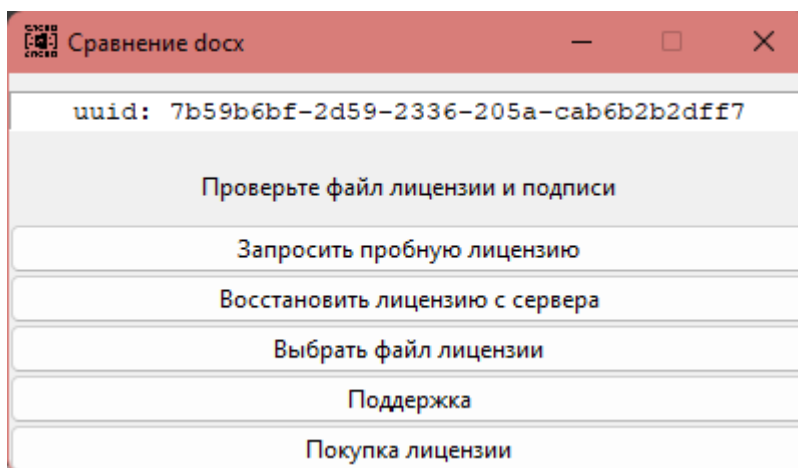 Сравнение docx
uuid: 7b59b6bf-2d59-2336-205a-cab6b2b2dff7
Проверьте файл лицензии и подписи
Запросить пробную лицензию
Восстановить лицензию с сервера
Выбрать файл лицензии
Поддержка
Покупка лицензии